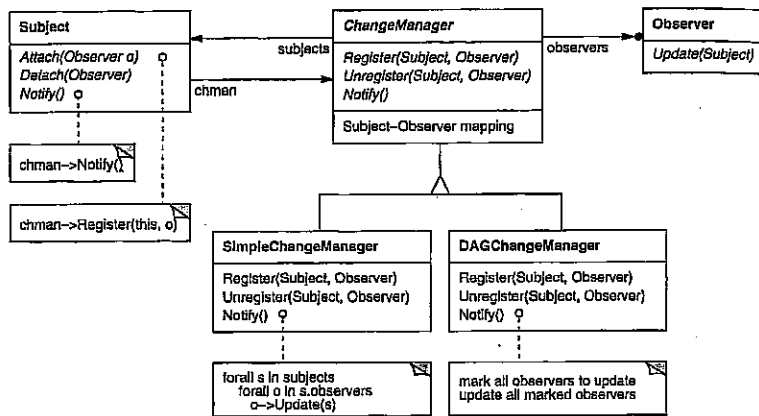 Subject
Attach(Observer o)
Detach(Observer)
Notify()
chman->Notify()
chman->Register(this, o)
subjects
chman
ChangeManager
Register(Subject, Observer)
Unregister(Subject, Observer)
Notify()
Subject-Observer mapping
observers
Observer
Update(Subject)
SimpleChangeManager
Register(Subject, Observer)
Unregister(Subject, Observer)
Notify()
forall s in subjects
forall o in s.observers
o->Update(s)
DAGChangeManager
Register(Subject, Observer)
Unregister(Subject, Observer)
Notify()
mark all observers to update
update all marked observers